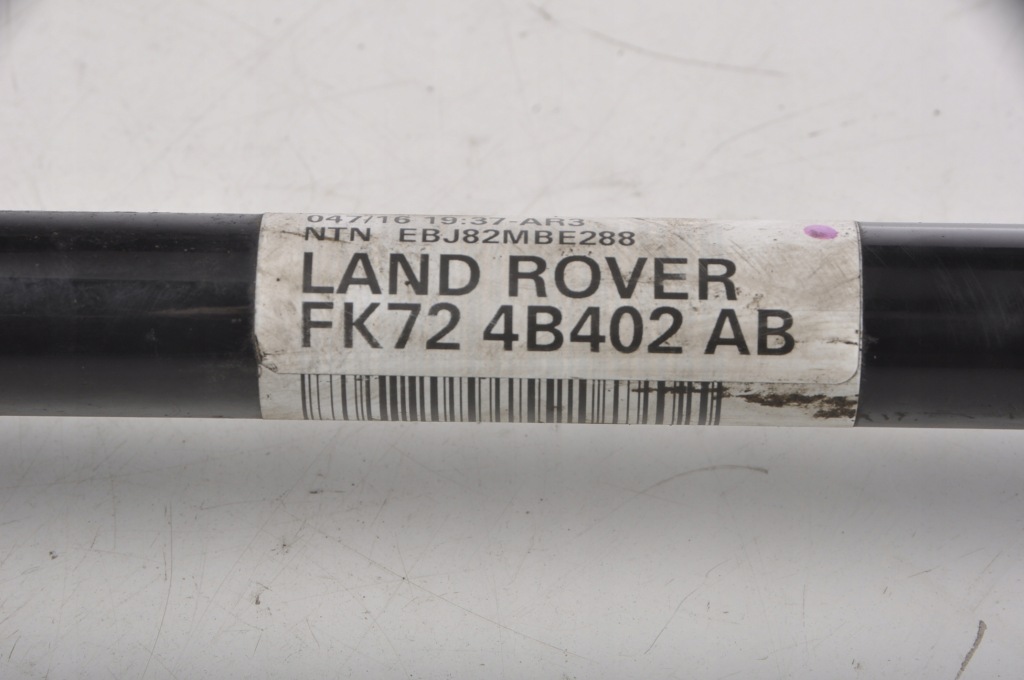 047/16 19:37-AR3
NTN EBJ82MBE288
LAND ROVER
FK72 4B402 AB